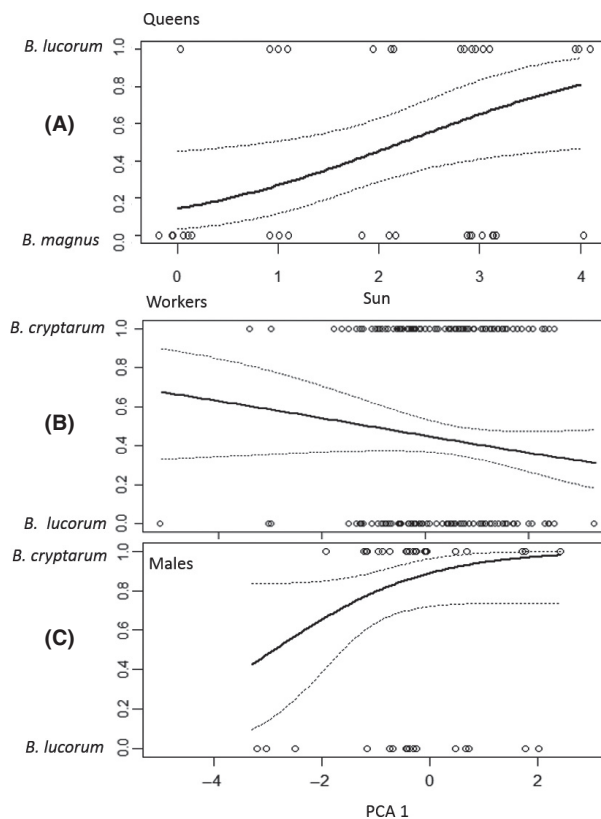 Queens
B. lucorum
(A)
B. magnus
0.0 0.2 0.4 0.6 0.8 1.0
0 1 2 3 4
Sun
Workers
B. cryptarum
(B)
B. lucorum
0.0 0.2 0.4 0.6 0.8 1.0
B. cryptarum
Males
(C)
B. lucorum
0.0 0.2 0.4 0.6 0.8 1.0
−4 −2 0 2
PCA 1